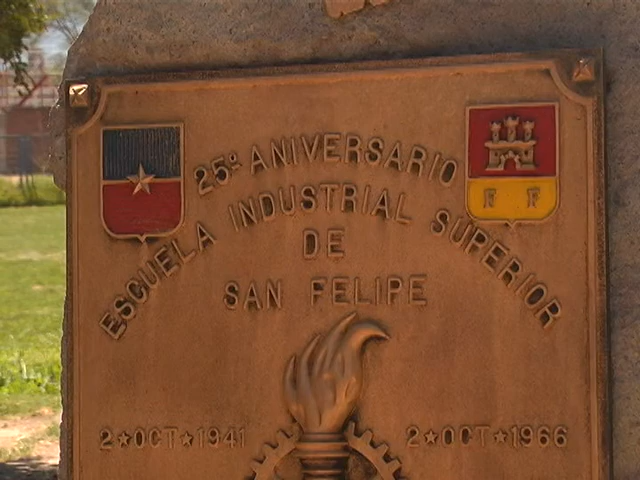 25º ANIVERSARIO
ESCUELA INDUSTRIAL SUPERIOR
DE
SAN FELIPE
F F
2★OCT★1941 2★OCT★1966